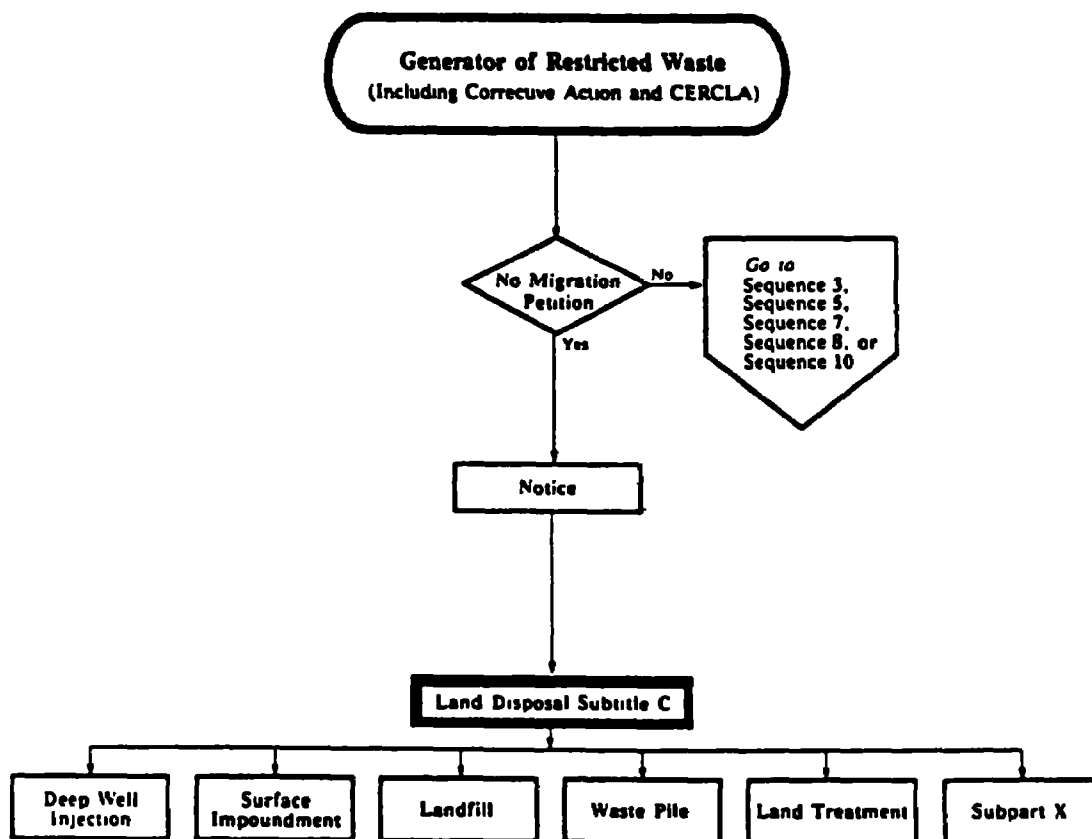 Generator of Restricted Waste
(Including Corrective Action and CERCLA)
No Migration
Petition
No
Yes
Go to
Sequence 3,
Sequence 5,
Sequence 7,
Sequence 8, or
Sequence 10
Notice
Land Disposal Subtitle C
Deep Well
Injection
Surface
Impoundment
Landfill
Waste Pile
Land Treatment
Subpart X